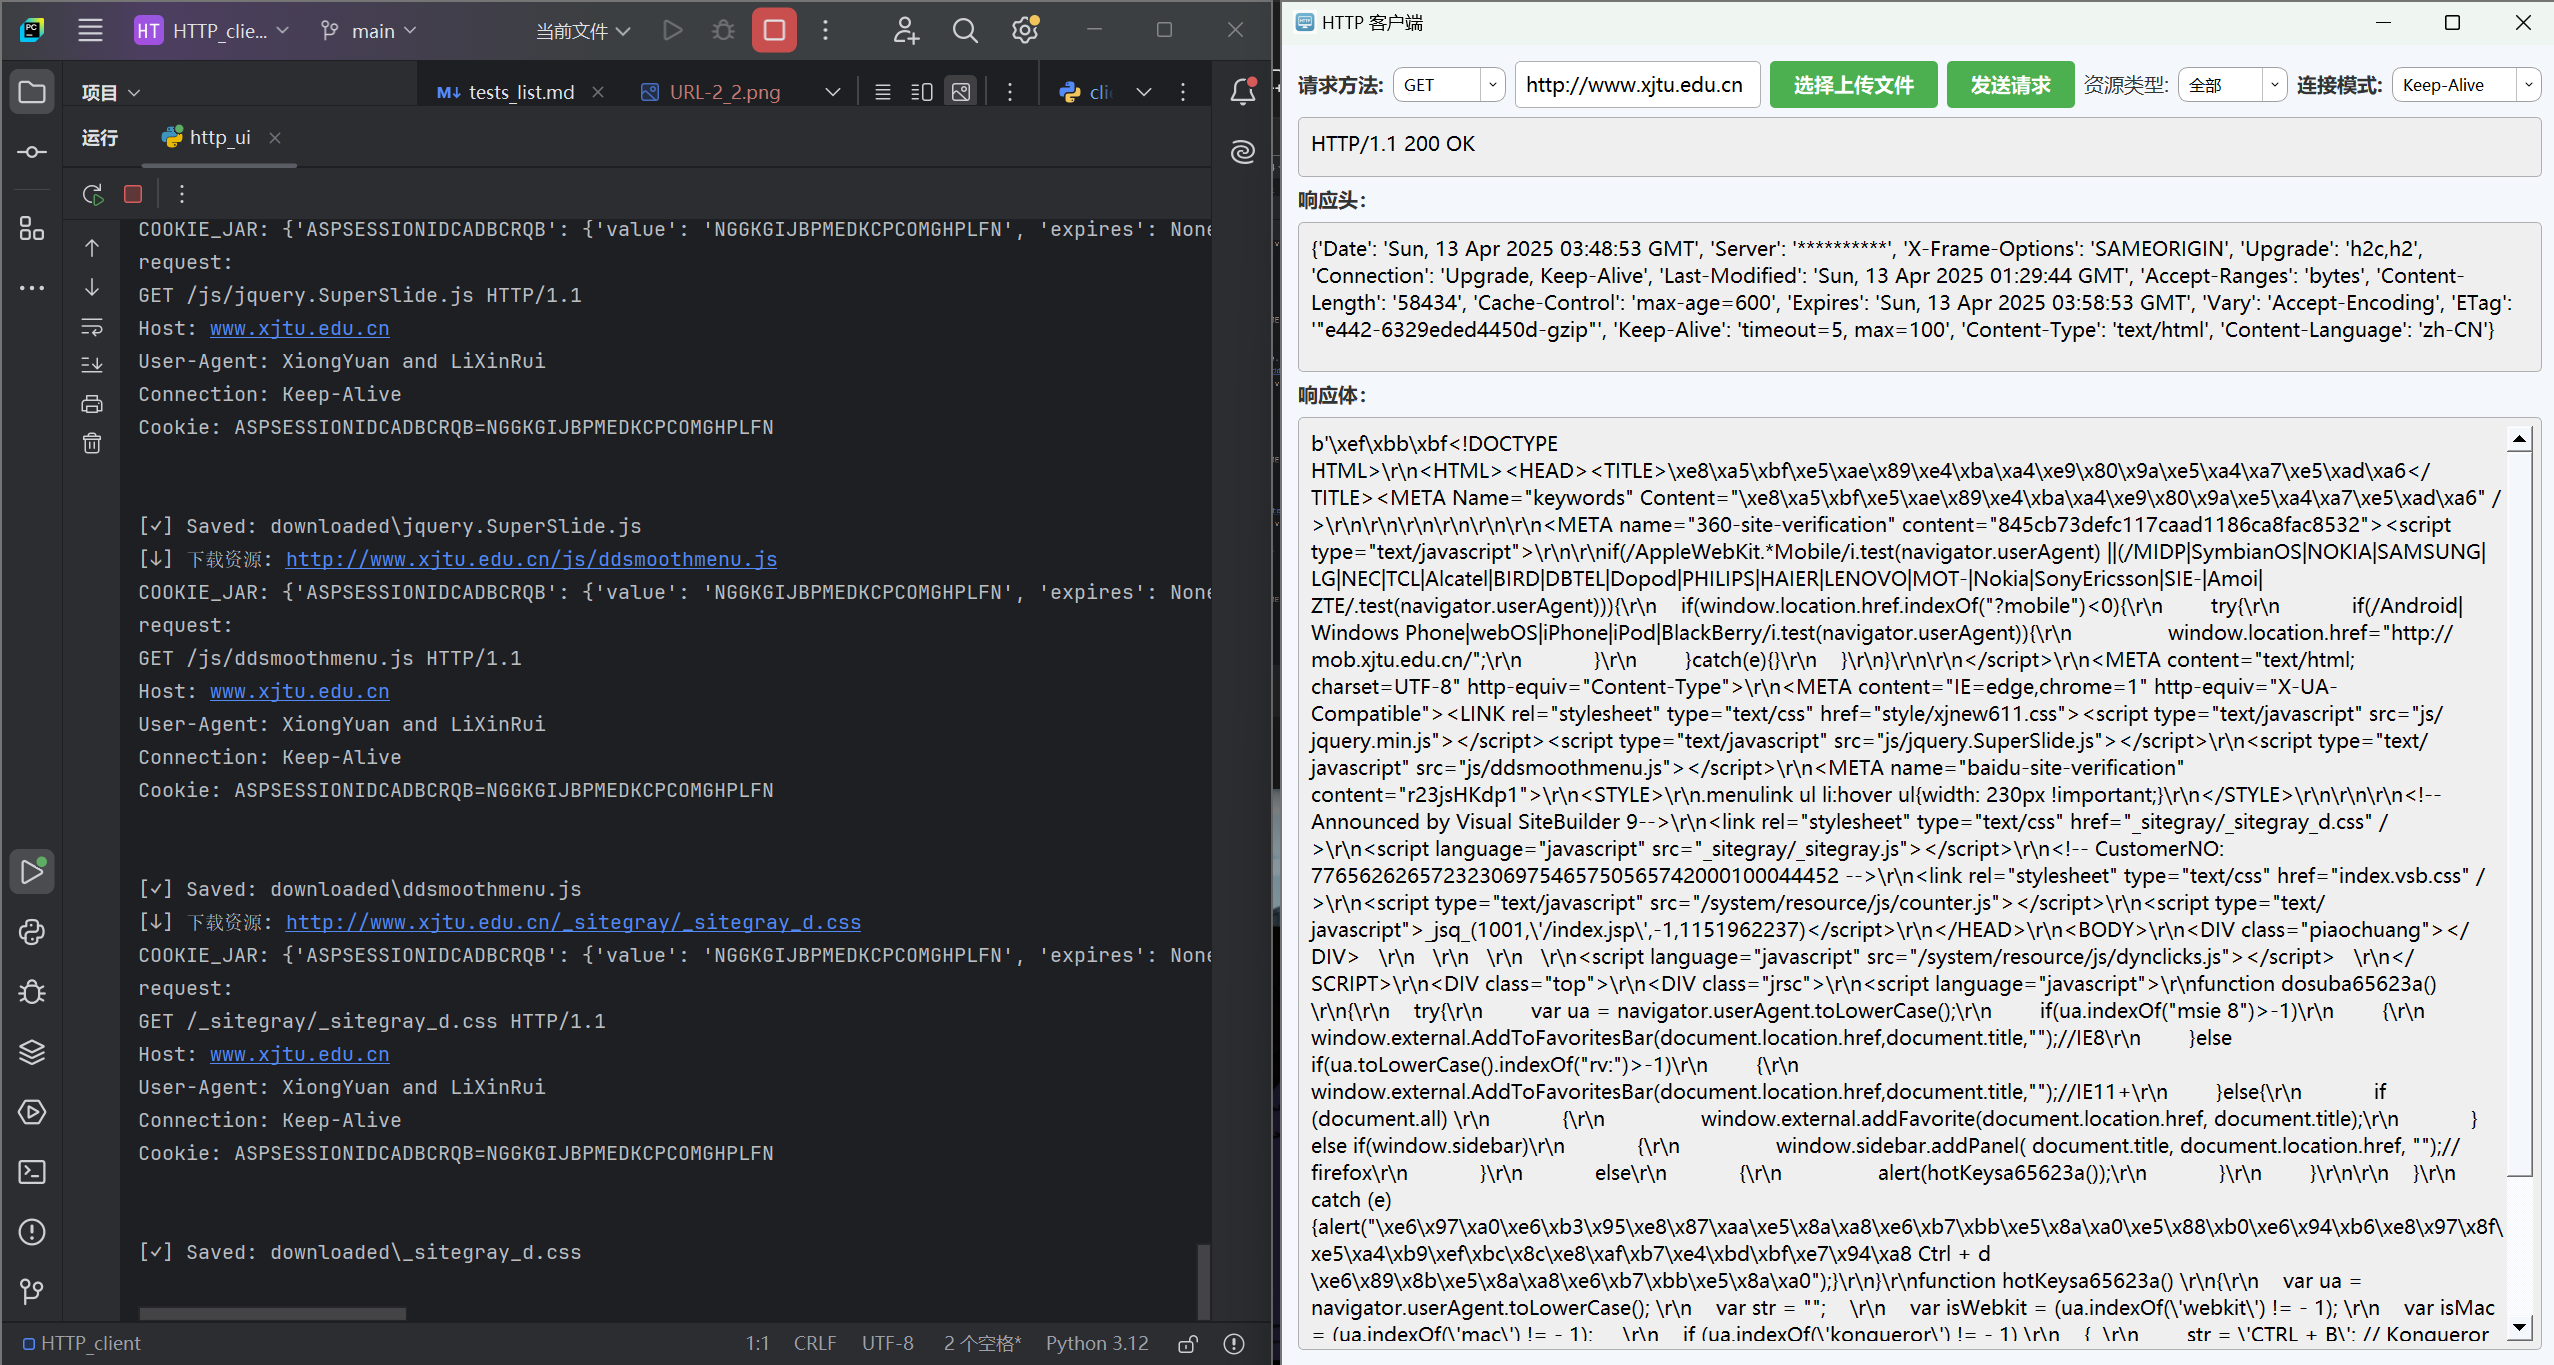 HT HTTP_clie... main 当前文件
项目 M↓ tests_list.md URL-2_2.png
运行 http_ui
COOKIE_JAR: {'ASPSESSIONIDCADBCRQB': {'value': 'NGGKGIJBPMEDKCPCOMGHPLFN', 'expires': None
request:
GET /js/jquery.SuperSlide.js HTTP/1.1
Host: www.xjtu.edu.cn
User-Agent: XiongYuan and LiXinRui
Connection: Keep-Alive
Cookie: ASPSESSIONIDCADBCRQB=NGGKGIJBPMEDKCPCOMGHPLFN
[✓] Saved: downloaded\jquery.SuperSlide.js
[↓] 下载资源: http://www.xjtu.edu.cn/js/ddsmoothmenu.js
COOKIE_JAR: {'ASPSESSIONIDCADBCRQB': {'value': 'NGGKGIJBPMEDKCPCOMGHPLFN', 'expires': None
request:
GET /js/ddsmoothmenu.js HTTP/1.1
Host: www.xjtu.edu.cn
User-Agent: XiongYuan and LiXinRui
Connection: Keep-Alive
Cookie: ASPSESSIONIDCADBCRQB=NGGKGIJBPMEDKCPCOMGHPLFN
[✓] Saved: downloaded\ddsmoothmenu.js
[↓] 下载资源: http://www.xjtu.edu.cn/_sitegray/_sitegray_d.css
COOKIE_JAR: {'ASPSESSIONIDCADBCRQB': {'value': 'NGGKGIJBPMEDKCPCOMGHPLFN', 'expires': None
request:
GET /_sitegray/_sitegray_d.css HTTP/1.1
Host: www.xjtu.edu.cn
User-Agent: XiongYuan and LiXinRui
Connection: Keep-Alive
Cookie: ASPSESSIONIDCADBCRQB=NGGKGIJBPMEDKCPCOMGHPLFN
[✓] Saved: downloaded\_sitegray_d.css
HTTP_client 1:1 CRLF UTF-8 2 个空格* Python 3.12
HTTP 客户端
请求方法: GET http://www.xjtu.edu.cn 选择上传文件 发送请求 资源类型: 全部 连接模式: Keep-Alive
HTTP/1.1 200 OK
响应头:
{'Date': 'Sun, 13 Apr 2025 03:48:53 GMT', 'Server': '**********', 'X-Frame-Options': 'SAMEORIGIN', 'Upgrade': 'h2c,h2',
'Connection': 'Upgrade, Keep-Alive', 'Last-Modified': 'Sun, 13 Apr 2025 01:29:44 GMT', 'Accept-Ranges': 'bytes', 'Content-
Length': '58434', 'Cache-Control': 'max-age=600', 'Expires': 'Sun, 13 Apr 2025 03:58:53 GMT', 'Vary': 'Accept-Encoding', 'ETag':
'"e442-6329eded4450d-gzip"', 'Keep-Alive': 'timeout=5, max=100', 'Content-Type': 'text/html', 'Content-Language': 'zh-CN'}
响应体:
b'\xef\xbb\xbf<!DOCTYPE
HTML>\r\n<HTML><HEAD><TITLE>\xe8\xa5\xbf\xe5\xae\x89\xe4\xba\xa4\xe9\x80\x9a\xe5\xa4\xa7\xe5\xad\xa6</
TITLE><META Name="keywords" Content="\xe8\xa5\xbf\xe5\xae\x89\xe4\xba\xa4\xe9\x80\x9a\xe5\xa4\xa7\xe5\xad\xa6" /
>\r\n\r\n\r\n\r\n\r\n\r\n<META name="360-site-verification" content="845cb73defc117caad1186ca8fac8532"><script
type="text/javascript">\r\n\r\nif(/AppleWebKit.*Mobile/i.test(navigator.userAgent) ||(/MIDP|SymbianOS|NOKIA|SAMSUNG|
LG|NEC|TCL|Alcatel|BIRD|DBTEL|Dopod|PHILIPS|HAIER|LENOVO|MOT-|Nokia|SonyEricsson|SIE-|Amoi|
ZTE/.test(navigator.userAgent))){\r\n if(window.location.href.indexOf("?mobile")<0){\r\n try{\r\n if(/Android|
Windows Phone|webOS|iPhone|iPod|BlackBerry/i.test(navigator.userAgent)){\r\n window.location.href="http://
mob.xjtu.edu.cn/";\r\n }\r\n }catch(e){}\r\n }\r\n}\r\n\r\n</script>\r\n<META content="text/html;
charset=UTF-8" http-equiv="Content-Type">\r\n<META content="IE=edge,chrome=1" http-equiv="X-UA-
Compatible"><LINK rel="stylesheet" type="text/css" href="style/xjnew611.css"><script type="text/javascript" src="js/
jquery.min.js"></script><script type="text/javascript" src="js/jquery.SuperSlide.js"></script>\r\n<script type="text/
javascript" src="js/ddsmoothmenu.js"></script>\r\n<META name="baidu-site-verification"
content="r23jsHKdp1">\r\n<STYLE>\r\n.menulink ul li:hover ul{width: 230px !important;}\r\n</STYLE>\r\n\r\n\r\n<!--
Announced by Visual SiteBuilder 9-->\r\n<link rel="stylesheet" type="text/css" href="_sitegray/_sitegray_d.css" /
>\r\n<script language="javascript" src="_sitegray/_sitegray.js"></script>\r\n<!-- CustomerNO:
7765626265723230697546575056574200010004​4452 -->\r\n<link rel="stylesheet" type="text/css" href="index.vsb.css" /
>\r\n<script type="text/javascript" src="/system/resource/js/counter.js"></script>\r\n<script type="text/
javascript">_jsq_(1001,\'/index.jsp\',-1,1151962237)</script>\r\n</HEAD>\r\n<BODY>\r\n<DIV class="piaochuang"></
DIV> \r\n \r\n \r\n \r\n<script language="javascript" src="/system/resource/js/dynclicks.js"></script> \r\n</
SCRIPT>\r\n<DIV class="top">\r\n<DIV class="jrsc">\r\n<script language="javascript">\r\nfunction dosuba65623a()
\r\n{\r\n try{\r\n var ua = navigator.userAgent.toLowerCase();\r\n if(ua.indexOf("msie 8")>-1)\r\n {\r\n
window.external.AddToFavoritesBar(document.location.href,document.title,"");//IE8\r\n }else
if(ua.toLowerCase().indexOf("rv:")>-1)\r\n {\r\n
window.external.AddToFavoritesBar(document.location.href,document.title,"");//IE11+\r\n }else{\r\n if
(document.all) \r\n {\r\n window.external.addFavorite(document.location.href, document.title);\r\n }
else if(window.sidebar)\r\n {\r\n window.sidebar.addPanel( document.title, document.location.href, "");//
firefox\r\n }\r\n else\r\n {\r\n alert(hotKeysa65623a());\r\n }\r\n }\r\n\r\n }\r\n
catch (e)
{alert("\xe6\x97\xa0\xe6\xb3\x95\xe8\x87\xaa\xe5\x8a\xa8\xe6\xb7\xbb\xe5\x8a\xa0\xe5\x88\xb0\xe6\x94\xb6\xe8\x97\x8f\
xe5\xa4\xb9\xef\xbc\x8c\xe8\xaf\xb7\xe4\xbd\xbf\xe7\x94\xa8 Ctrl + d
\xe6\x89\x8b\xe5\x8a\xa8\xe6\xb7\xbb\xe5\x8a\xa0");}\r\n}\r\nfunction hotKeysa65623a() \r\n{\r\n var ua =
navigator.userAgent.toLowerCase(); \r\n var str = ""; \r\n var isWebkit = (ua.indexOf(\'webkit\') != - 1); \r\n var isMac
= (ua.indexOf(\'mac\') != - 1); \r\n if (ua.indexOf(\'konqueror\') != - 1) \r\n { \r\n str = \'CTRL + B\'; // Konqueror